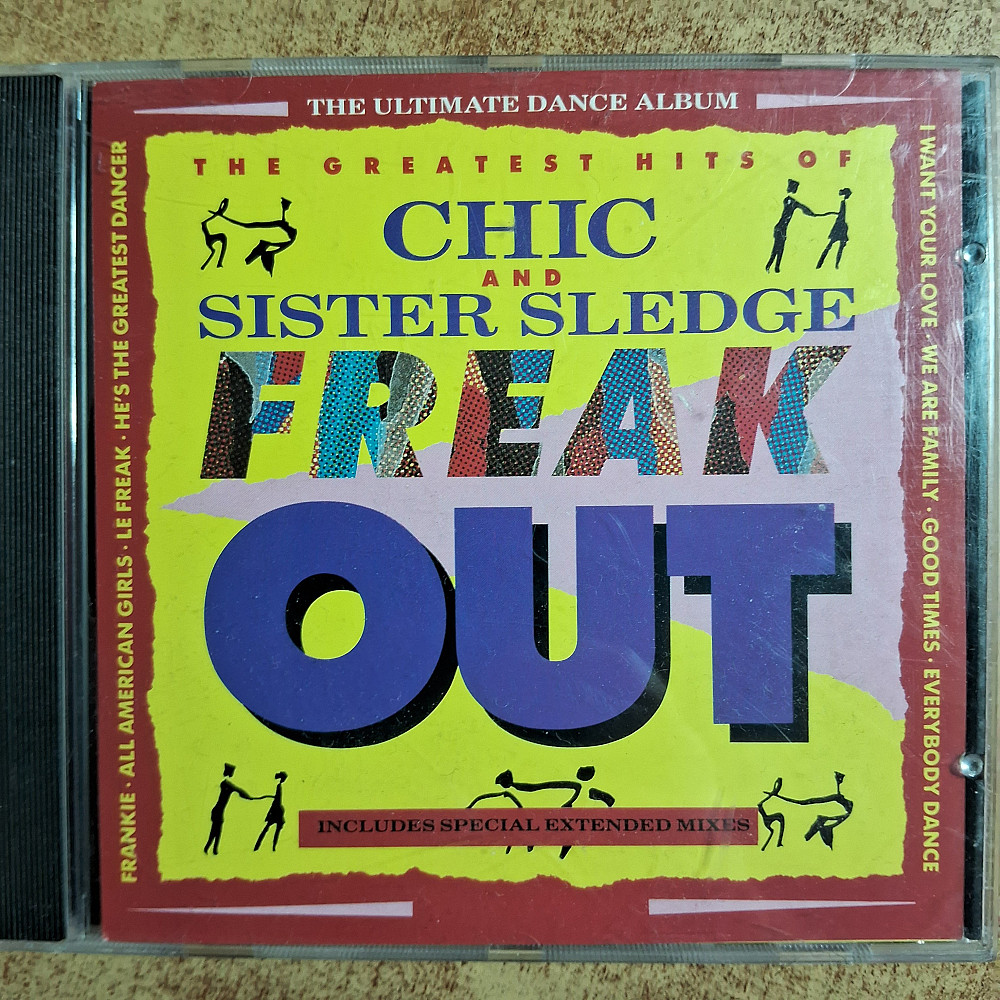 THE ULTIMATE DANCE ALBUM
THE GREATEST HITS OF
CHIC
AND
SISTER SLEDGE
FREAK
OUT
INCLUDES SPECIAL EXTENDED MIXES
FRANKIE · ALL AMERICAN GIRLS · LE FREAK · HE'S THE GREATEST DANCER
I WANT YOUR LOVE · WE ARE FAMILY · GOOD TIMES · EVERYBODY DANCE